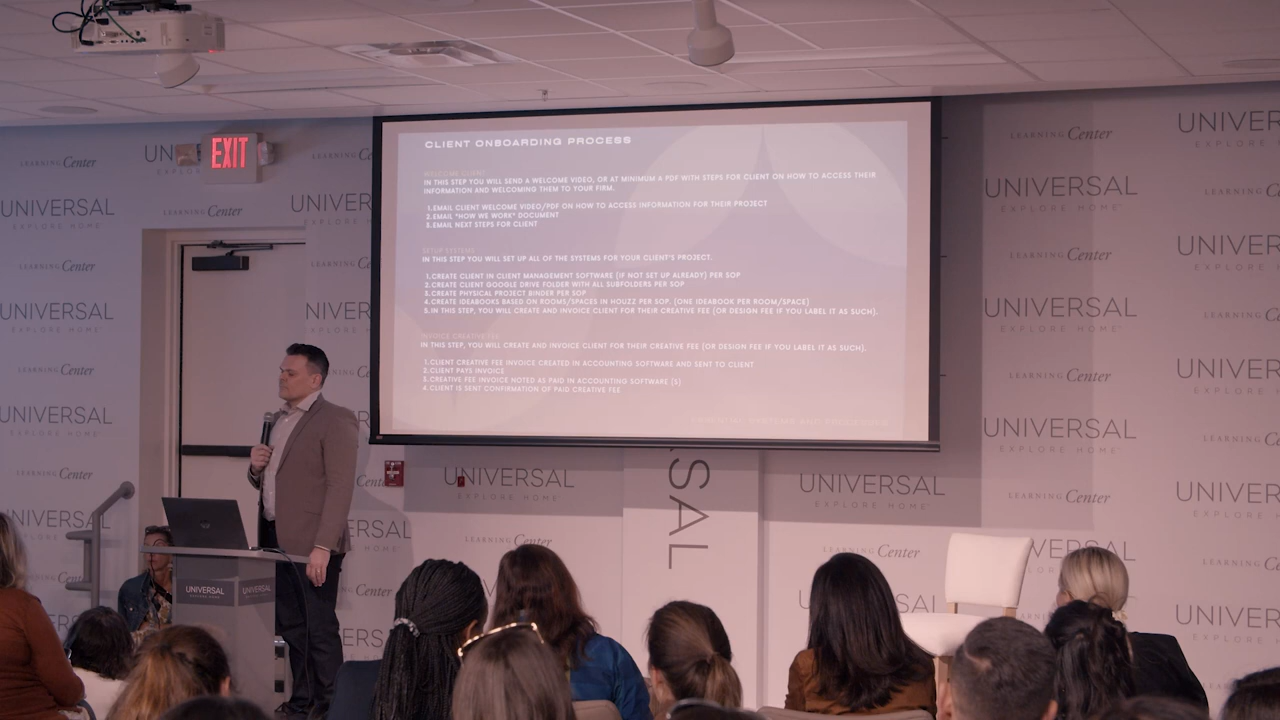 EXIT
LEARNING Center
UNIVERSAL
EXPLORE HOME
CLIENT ONBOARDING PROCESS
WELCOME CLIENT
IN THIS STEP YOU WILL SEND A WELCOME VIDEO, OR AT MINIMUM A PDF WITH STEPS FOR CLIENT ON HOW TO ACCESS THEIR
INFORMATION AND WELCOMING THEM TO YOUR FIRM.
1.EMAIL CLIENT WELCOME VIDEO/PDF ON HOW TO ACCESS INFORMATION FOR THEIR PROJECT
2.EMAIL "HOW WE WORK" DOCUMENT
3.EMAIL NEXT STEPS FOR CLIENT
SETUP SYSTEMS
IN THIS STEP YOU WILL SET UP ALL OF THE SYSTEMS FOR YOUR CLIENT'S PROJECT.
1.CREATE CLIENT IN CLIENT MANAGEMENT SOFTWARE (IF NOT SET UP ALREADY) PER SOP
2.CREATE CLIENT GOOGLE DRIVE FOLDER WITH ALL SUBFOLDERS PER SOP
3.CREATE PHYSICAL PROJECT BINDER PER SOP
4.CREATE IDEABOOKS BASED ON ROOMS/SPACES IN HOUZZ PER SOP. (ONE IDEABOOK PER ROOM/SPACE)
5.IN THIS STEP, YOU WILL CREATE AND INVOICE CLIENT FOR THEIR CREATIVE FEE (OR DESIGN FEE IF YOU LABEL IT AS SUCH).
INVOICE CREATIVE FEE
IN THIS STEP, YOU WILL CREATE AND INVOICE CLIENT FOR THEIR CREATIVE FEE (OR DESIGN FEE IF YOU LABEL IT AS SUCH).
1.CLIENT CREATIVE FEE INVOICE CREATED IN ACCOUNTING SOFTWARE AND SENT TO CLIENT
2.CLIENT PAYS INVOICE
3.CREATIVE FEE INVOICE NOTED AS PAID IN ACCOUNTING SOFTWARE (S)
4.CLIENT IS SENT CONFIRMATION OF PAID CREATIVE FEE
SAL
UNIVERSAL
UNIVERSAL